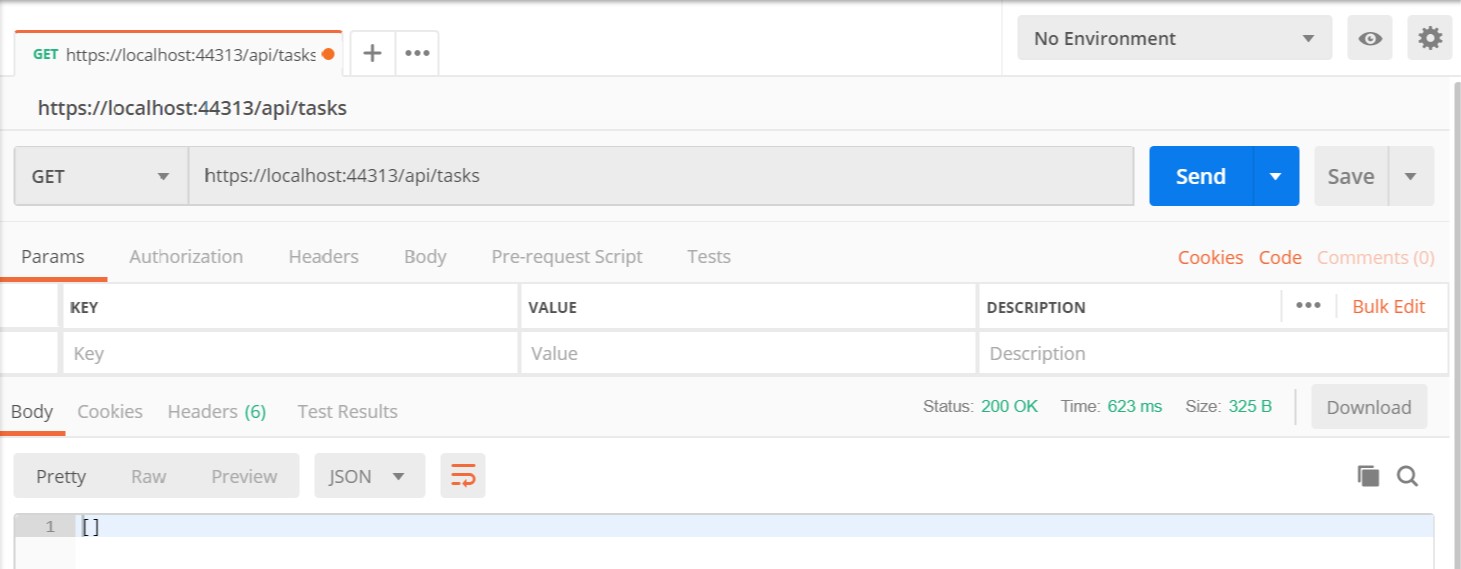 GET https://localhost:44313/api/tasks
No Environment
https://localhost:44313/api/tasks
GET https://localhost:44313/api/tasks Send Save
Params Authorization Headers Body Pre-request Script Tests Cookies Code Comments (0)
KEY VALUE DESCRIPTION Bulk Edit
Key Value Description
Body Cookies Headers (6) Test Results Status: 200 OK Time: 623 ms Size: 325 B Download
Pretty Raw Preview JSON
1 []